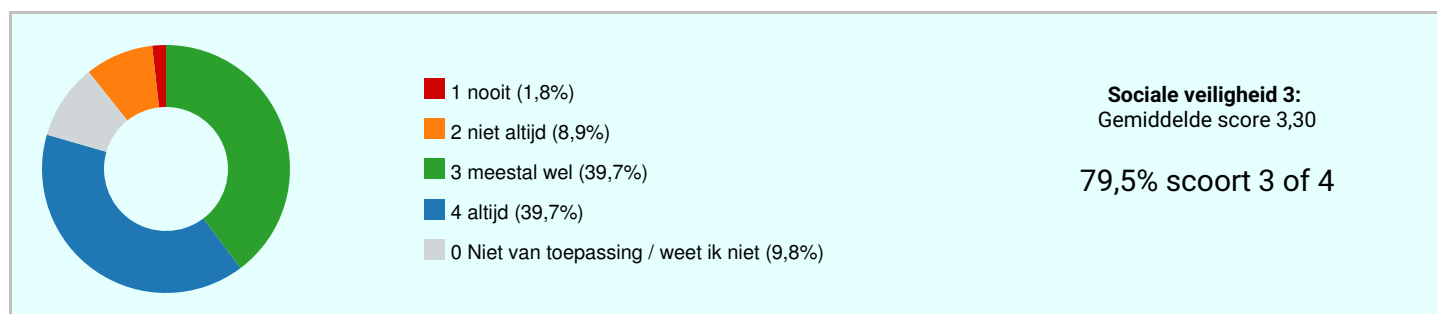 1 nooit (1,8%)
2 niet altijd (8,9%)
3 meestal wel (39,7%)
4 altijd (39,7%)
0 Niet van toepassing / weet ik niet (9,8%)
Sociale veiligheid 3:
Gemiddelde score 3,30
79,5% scoort 3 of 4